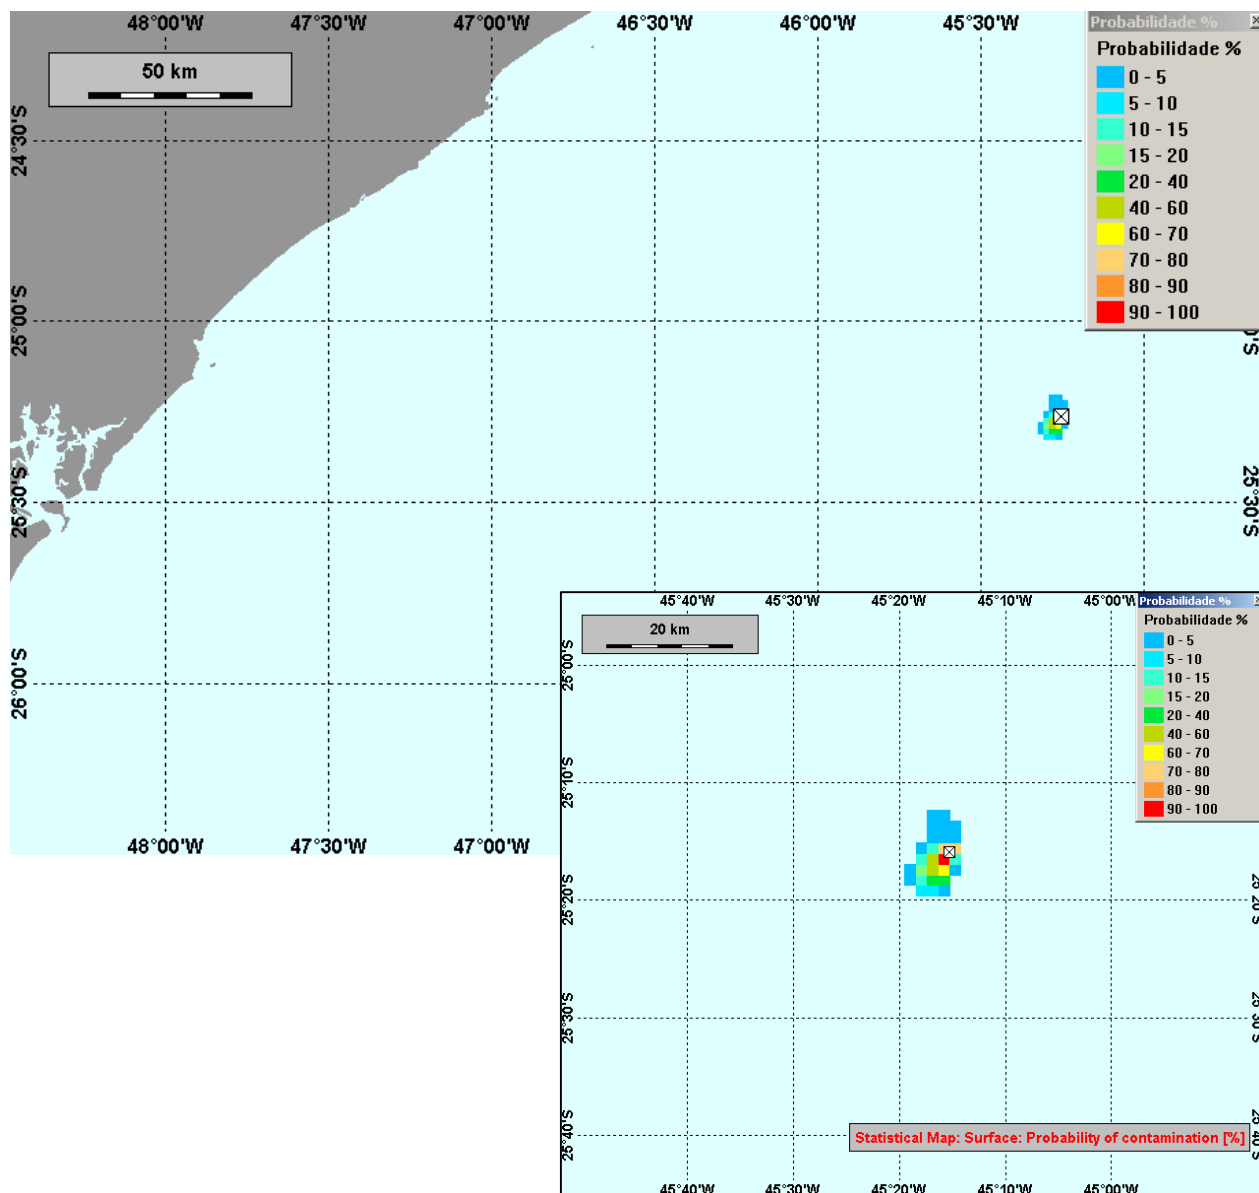 48°00'W 47°30'W 47°00'W 46°30'W 46°00'W 45°30'W
Probabilidade %
50 km
Probabilidade %
0 - 5
5 - 10
10 - 15
15 - 20
20 - 40
40 - 60
60 - 70
70 - 80
80 - 90
90 - 100
24°30'S
25°00'S
25°30'S 25°30'S
26°00'S
48°00'W 47°30'W 47°00'W
45°40'W 45°30'W 45°20'W 45°10'W 45°00'W
Probabilidade %
20 km
Probabilidade %
0 - 5
5 - 10
10 - 15
15 - 20
20 - 40
40 - 60
60 - 70
70 - 80
80 - 90
90 - 100
25°00'S
25°10'S
25°20'S
25°30'S
25°40'S
Statistical Map: Surface: Probability of contamination [%]
45°40'W 45°30'W 45°20'W 45°10'W 45°00'W